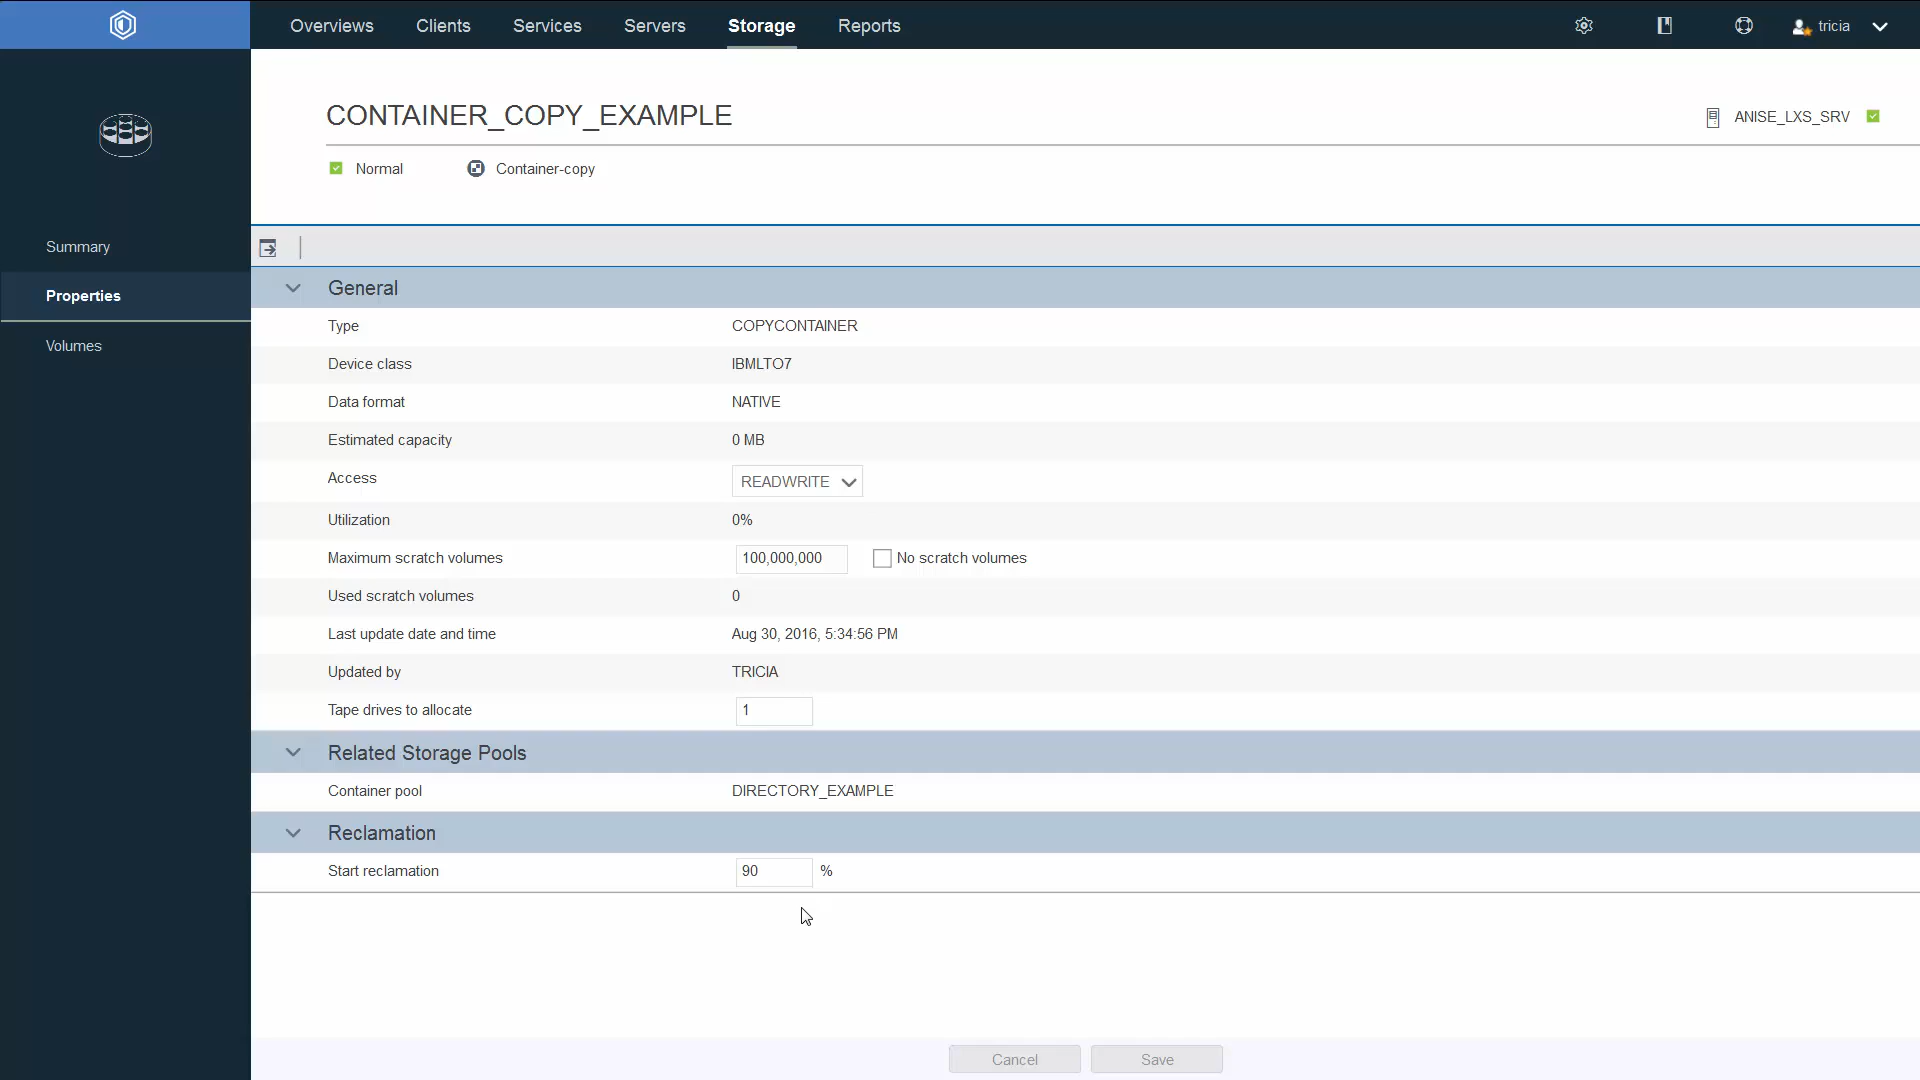 Overviews Clients Services Servers Storage Reports tricia
CONTAINER_COPY_EXAMPLE ANISE_LXS_SRV
Normal Container-copy
Summary
Properties
Volumes
General
Type COPYCONTAINER
Device class IBMLTO7
Data format NATIVE
Estimated capacity 0 MB
Access READWRITE
Utilization 0%
Maximum scratch volumes 100,000,000 No scratch volumes
Used scratch volumes 0
Last update date and time Aug 30, 2016, 5:34:56 PM
Updated by TRICIA
Tape drives to allocate 1
Related Storage Pools
Container pool DIRECTORY_EXAMPLE
Reclamation
Start reclamation 90 %
Cancel Save